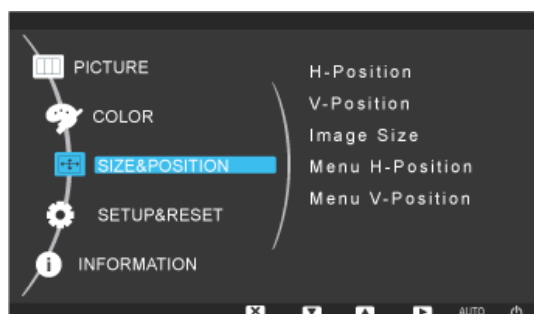 PICTURE
COLOR
SIZE&POSITION
SETUP&RESET
INFORMATION
H-Position
V-Position
Image Size
Menu H-Position
Menu V-Position
AUTO